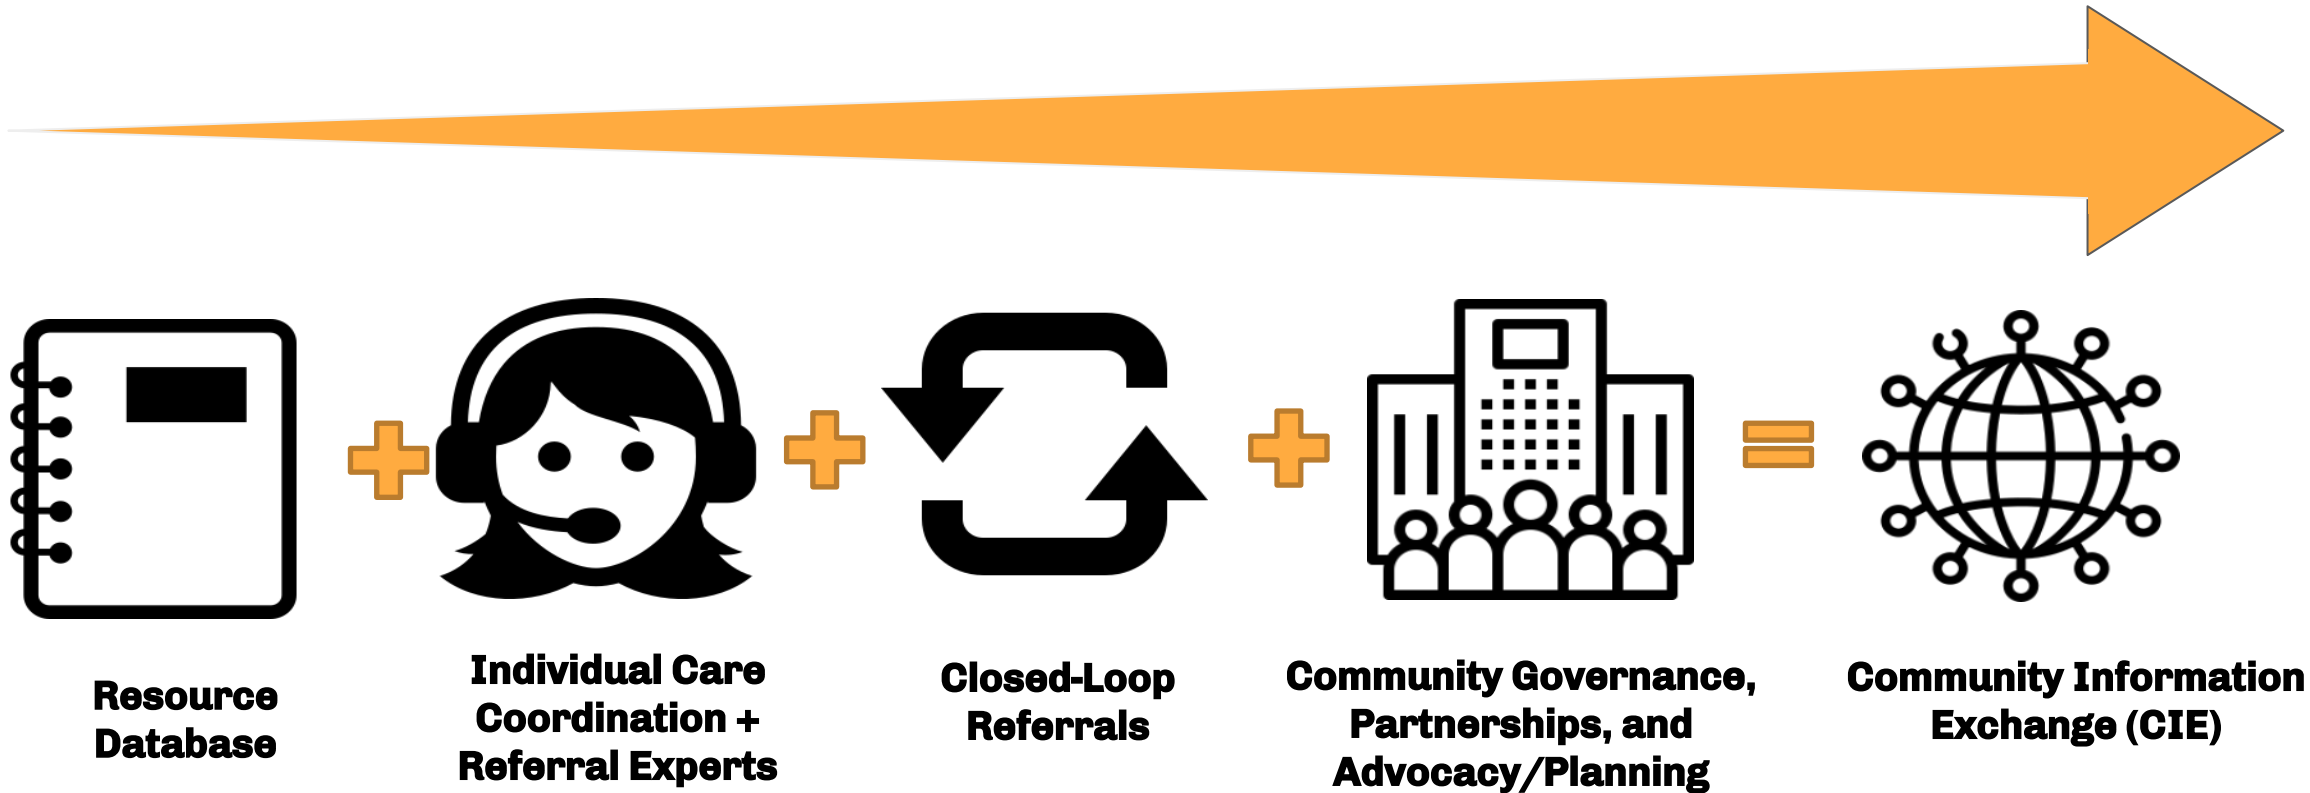 Resource
Database
Individual Care
Coordination +
Referral Experts
Closed-Loop
Referrals
Community Governance,
Partnerships, and
Advocacy/Planning
Community Information
Exchange (CIE)